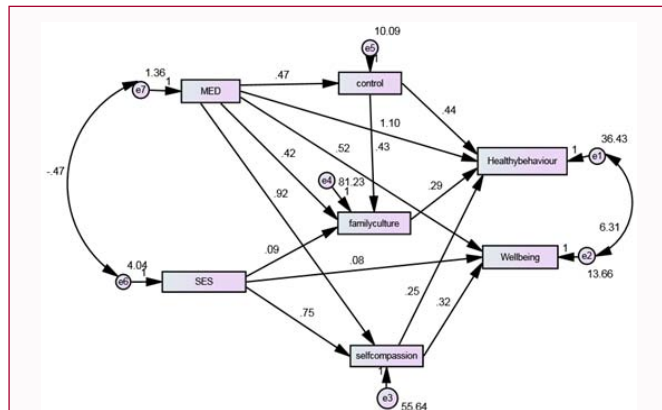 10.09
e5
1
1.36
e7
1
MED
.47
control
.44
1.10
36.43
.42
.52
.43
Healthybehaviour
1
e1
-.47
.92
e4
81.23
1
.29
familyculture
6.31
4.04
e6
1
SES
.09
.08
Wellbeing
1
e2
13.66
.25
.32
.75
selfcompassion
1
e3
55.64